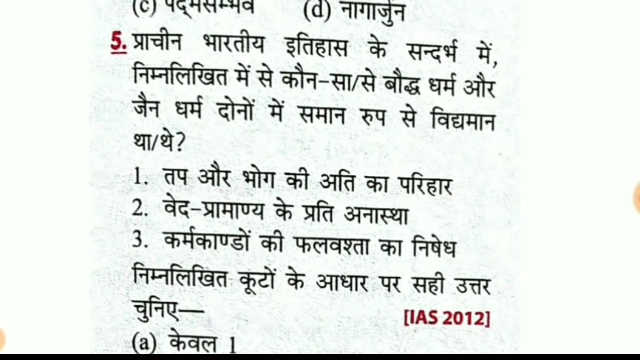 (c) पद्मसम्भव (d) नागार्जुन
5. प्राचीन भारतीय इतिहास के सन्दर्भ में,
निम्नलिखित में से कौन-सा/से बौद्ध धर्म और
जैन धर्म दोनों में समान रुप से विद्यमान
था/थे?
1. तप और भोग की अति का परिहार
2. वेद-प्रामाण्य के प्रति अनास्था
3. कर्मकाण्डों की फलवश्ता का निषेध
निम्नलिखित कूटों के आधार पर सही उत्तर
चुनिए—
[IAS 2012]
(a) केवल 1